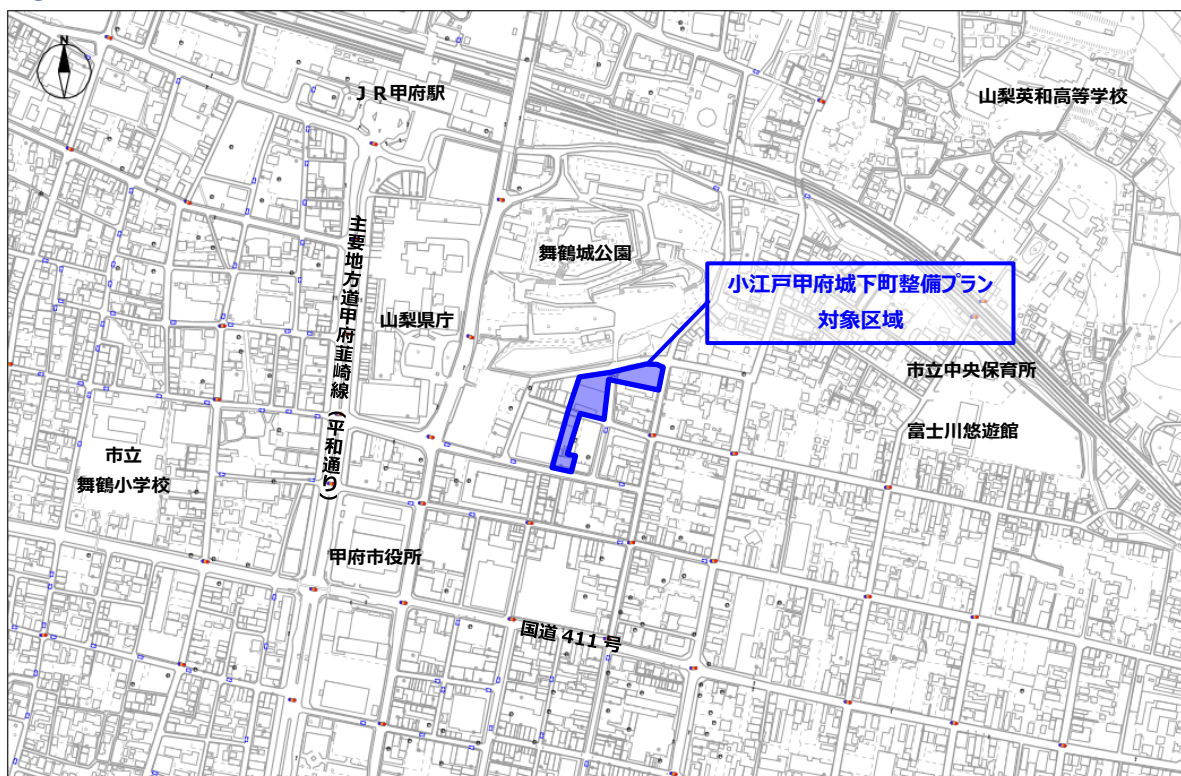 N
ＪＲ甲府駅
山梨英和高等学校
主要地方道甲府韮崎線（平和通り）
舞鶴城公園
小江戸甲府城下町整備プラン
対象区域
山梨県庁
市立中央保育所
富士川悠遊館
市立
舞鶴小学校
甲府市役所
国道 411 号